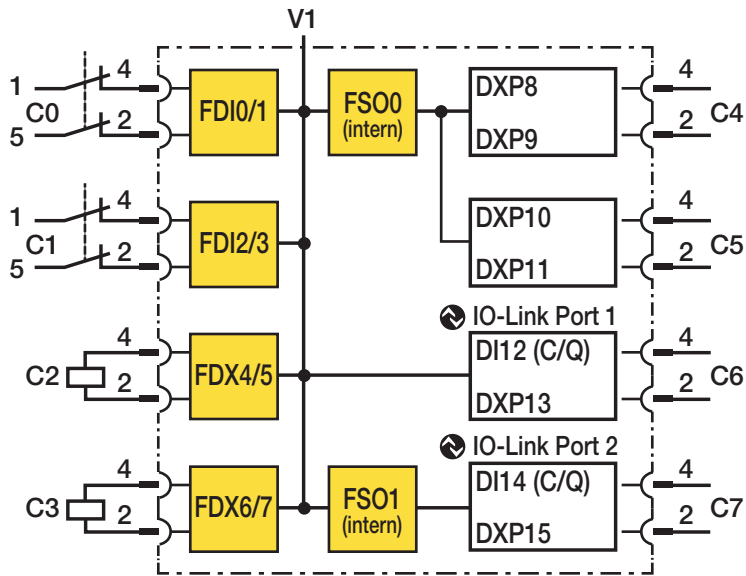 V1
1 4
C0
5 2
FDI0/1
FSO0
(intern)
DXP8
DXP9
4
C4
2
1 4
C1
5 2
FDI2/3
DXP10
DXP11
4
C5
2
IO-Link Port 1
4
C2
2
FDX4/5
DI12 (C/Q)
DXP13
4
C6
2
IO-Link Port 2
4
C3
2
FDX6/7
FSO1
(intern)
DI14 (C/Q)
DXP15
4
C7
2